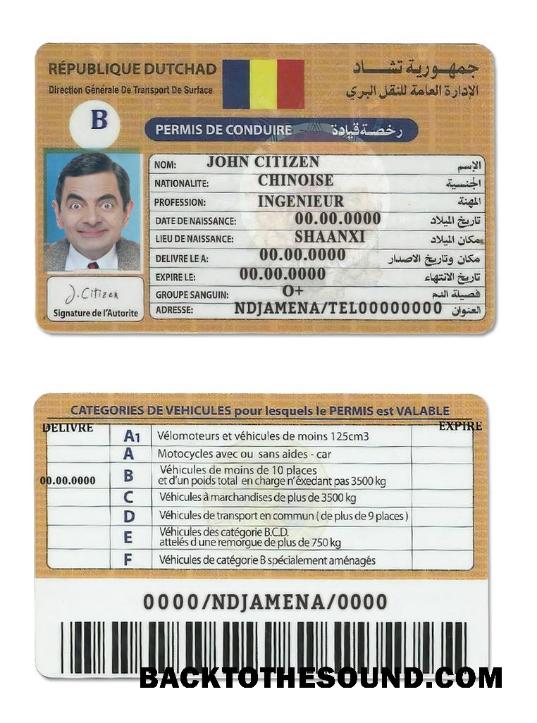 RÉPUBLIQUE DUTCHAD
جمهورية تشاد
Direction Générale De Transport De Surface
الإدارة العامة للنقل البري
B
PERMIS DE CONDUIRE رخصة قيادة
NOM: JOHN CITIZEN الإسم
NATIONALITE: CHINOISE الجنسية
PROFESSION: INGENIEUR المهنة
DATE DE NAISSANCE: 00.00.0000 تاريخ الميلاد
LIEU DE NAISSANCE: SHAANXI مكان الميلاد
DELIVRE LE A: 00.00.0000 مكان وتاريخ الاصدار
EXPIRE LE: 00.00.0000 تاريخ الانتهاء
GROUPE SANGUIN: O+ فصيلة الدم
ADRESSE: NDJAMENA/TEL00000000 العنوان
J.Citizen
Signature de l'Autorite
CATEGORIES DE VEHICULES pour lesquels le PERMIS est VALABLE
DELIVRE EXPIRE
A1 Vélomoteurs et véhicules de moins 125cm3
A Motocycles avec ou sans aides - car
00.00.0000 B Véhicules de moins de 10 places
et d'un poids total en charge n'éxedant pas 3500 kg
C Véhicules à marchandises de plus de 3500 kg
D Véhicules de transport en commun ( de plus de 9 places )
E Véhicules des catégorie B.C.D.
attelés d'une remorgue de plus de 750 kg
F Véhicules de catégorie B spécialement aménagés
0000/NDJAMENA/0000
BACKTOTHESOUND.COM